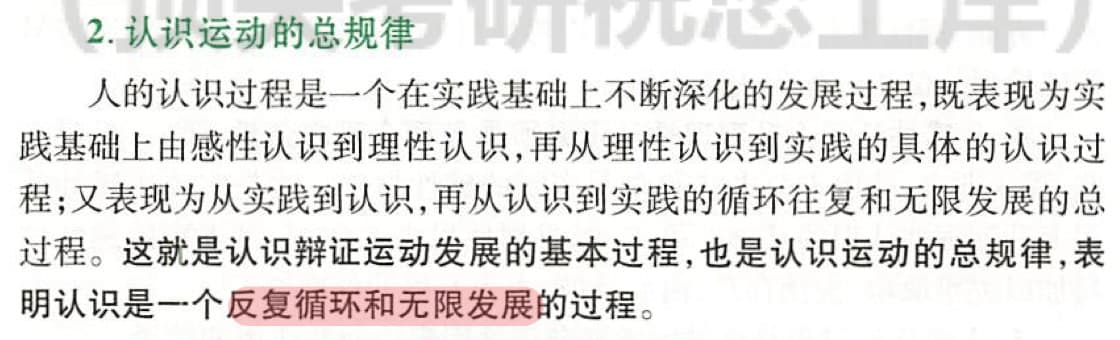 2.认识运动的总规律
人的认识过程是一个在实践基础上不断深化的发展过程,既表现为实
践基础上由感性认识到理性认识,再从理性认识到实践的具体的认识过
程;又表现为从实践到认识,再从认识到实践的循环往复和无限发展的总
过程。这就是认识辩证运动发展的基本过程,也是认识运动的总规律,表
明认识是一个反复循环和无限发展的过程。